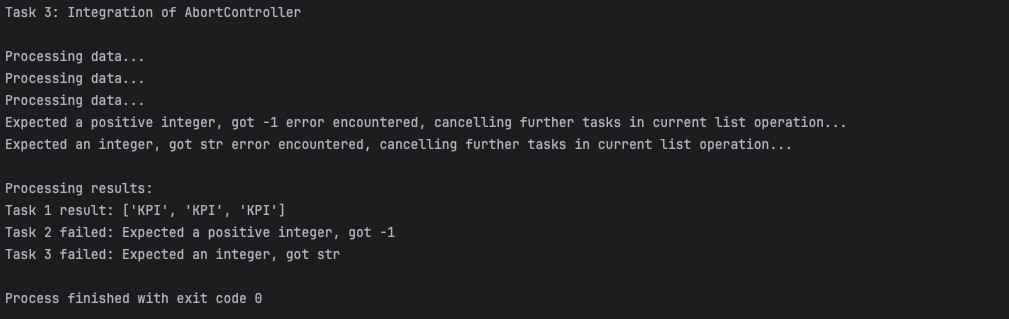 Task 3: Integration of AbortController
Processing data...
Processing data...
Processing data...
Expected a positive integer, got -1 error encountered, cancelling further tasks in current list operation...
Expected an integer, got str error encountered, cancelling further tasks in current list operation...
Processing results:
Task 1 result: ['KPI', 'KPI', 'KPI']
Task 2 failed: Expected a positive integer, got -1
Task 3 failed: Expected an integer, got str
Process finished with exit code 0